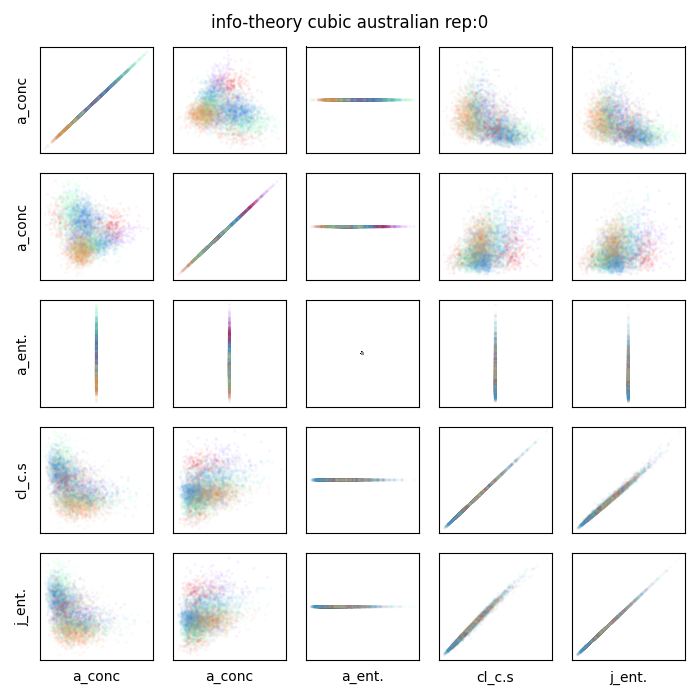 info-theory cubic australian rep:0
a_conc
a_conc
a_ent.
cl_c.s
j_ent.
a_conc a_conc a_ent. cl_c.s j_ent.